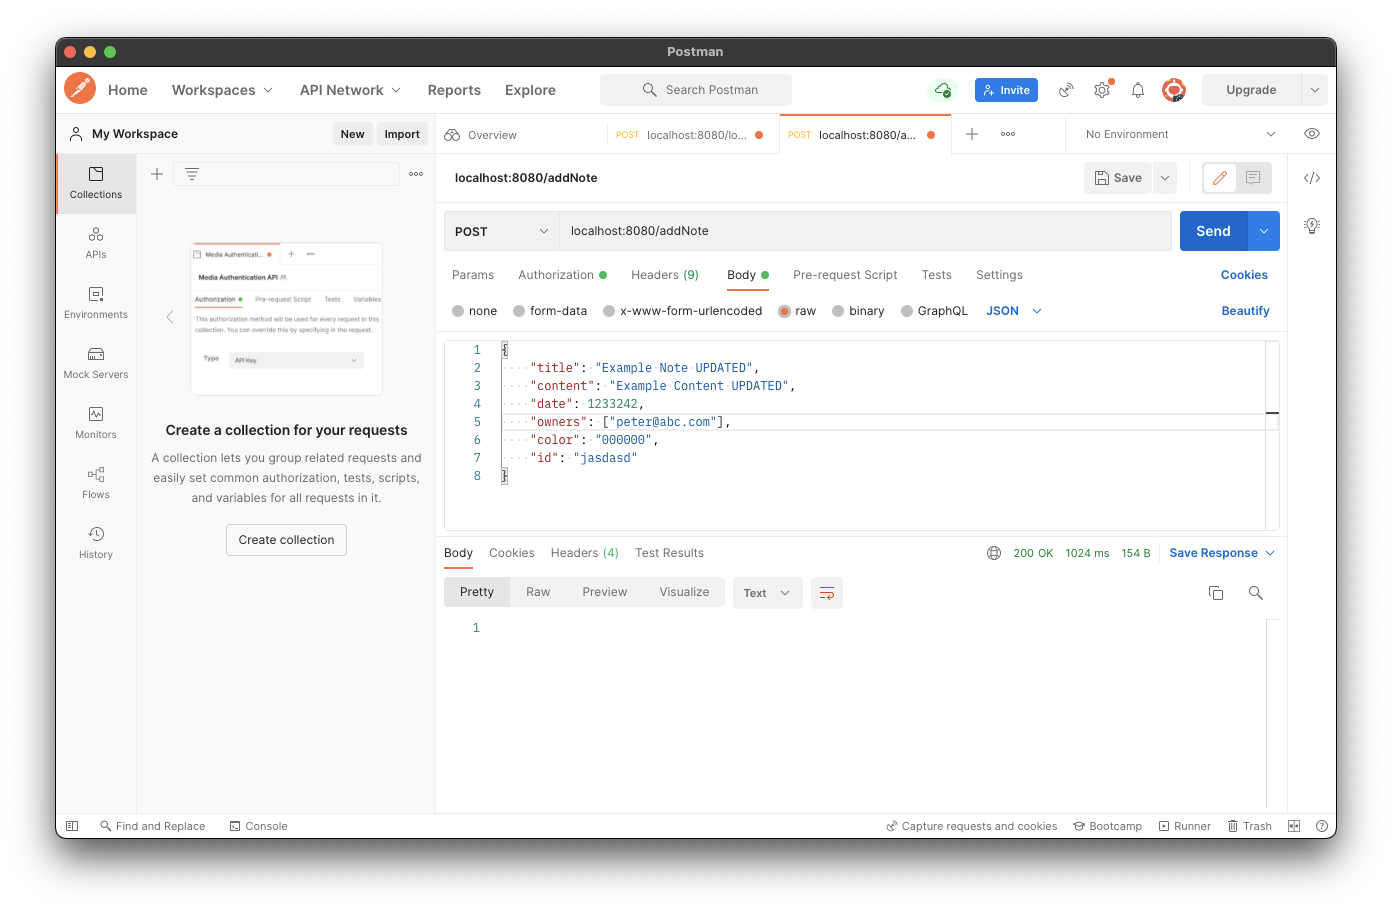 Postman
Home Workspaces API Network Reports Explore Search Postman Invite Upgrade
My Workspace New Import Overview POST localhost:8080/lo... POST localhost:8080/a... No Environment
Collections
APIs
Environments
Mock Servers
Monitors
Flows
History
Media Authenticati...
Media Authentication API
Authorization Pre-request Script Tests Variables
This authorization method will be used for every request in this
collection. You can override this by specifying in the request.
Type API Key
Create a collection for your requests
A collection lets you group related requests and
easily set common authorization, tests, scripts,
and variables for all requests in it.
Create collection
localhost:8080/addNote Save
POST localhost:8080/addNote Send
Params Authorization Headers (9) Body Pre-request Script Tests Settings Cookies
none form-data x-www-form-urlencoded raw binary GraphQL JSON Beautify
1 {
2 "title": "Example Note UPDATED",
3 "content": "Example Content UPDATED",
4 "date": 1233242,
5 "owners": ["peter@abc.com"],
6 "color": "000000",
7 "id": "jasdasd"
8 }
Body Cookies Headers (4) Test Results 200 OK 1024 ms 154 B Save Response
Pretty Raw Preview Visualize Text
1
Find and Replace Console Capture requests and cookies Bootcamp Runner Trash